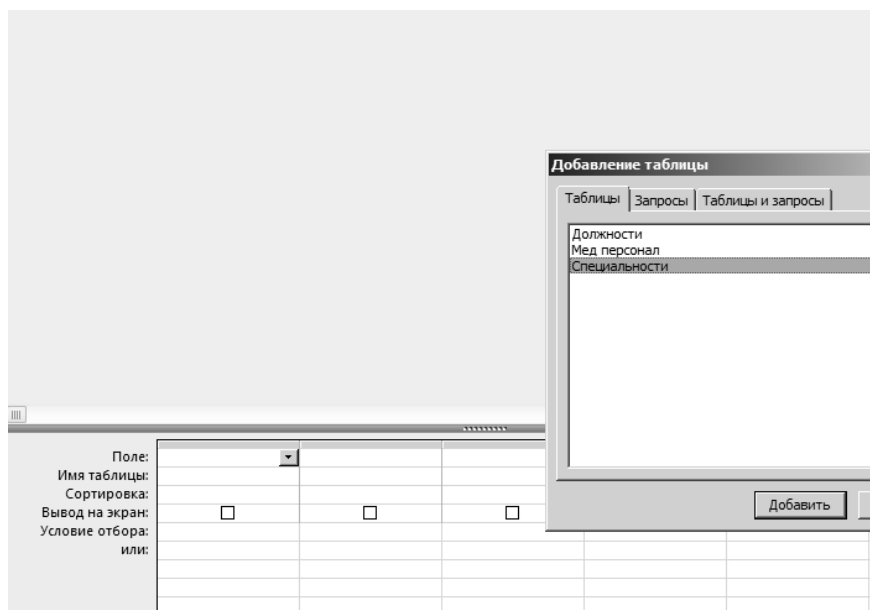 Добавление таблицы
Таблицы Запросы Таблицы и запросы
Должности
Мед персонал
Специальности
Добавить
Поле:
Имя таблицы:
Сортировка:
Вывод на экран:
Условие отбора:
или: